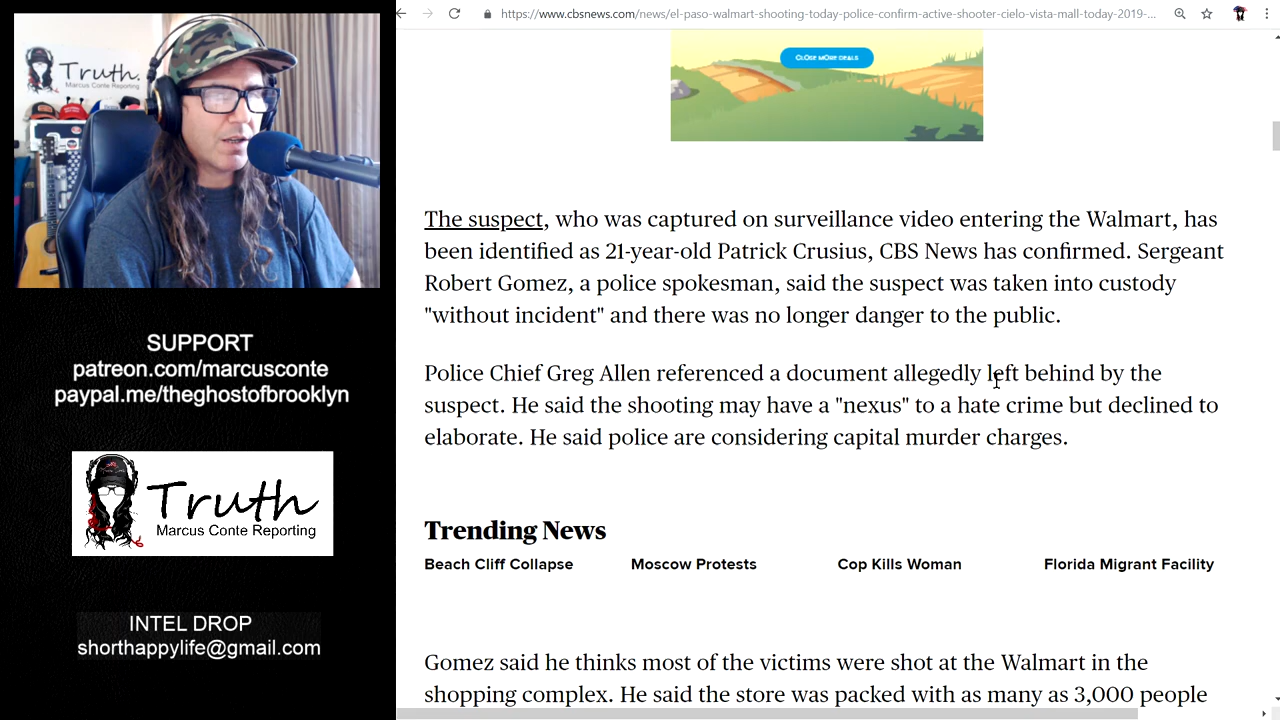 Truth.
Marcus Conte Reporting
SUPPORT
patreon.com/marcusconte
paypal.me/theghostofbrooklyn
Truth
Marcus Conte Reporting
INTEL DROP
shorthappylife@gmail.com
https://www.cbsnews.com/news/el-paso-walmart-shooting-today-police-confirm-active-shooter-cielo-vista-mall-today-2019-...
CLOSE MORE DEALS
The suspect, who was captured on surveillance video entering the Walmart, has
been identified as 21-year-old Patrick Crusius, CBS News has confirmed. Sergeant
Robert Gomez, a police spokesman, said the suspect was taken into custody
"without incident" and there was no longer danger to the public.
Police Chief Greg Allen referenced a document allegedly left behind by the
suspect. He said the shooting may have a "nexus" to a hate crime but declined to
elaborate. He said police are considering capital murder charges.
Trending News
Beach Cliff Collapse
Moscow Protests
Cop Kills Woman
Florida Migrant Facility
Gomez said he thinks most of the victims were shot at the Walmart in the
shopping complex. He said the store was packed with as many as 3,000 people